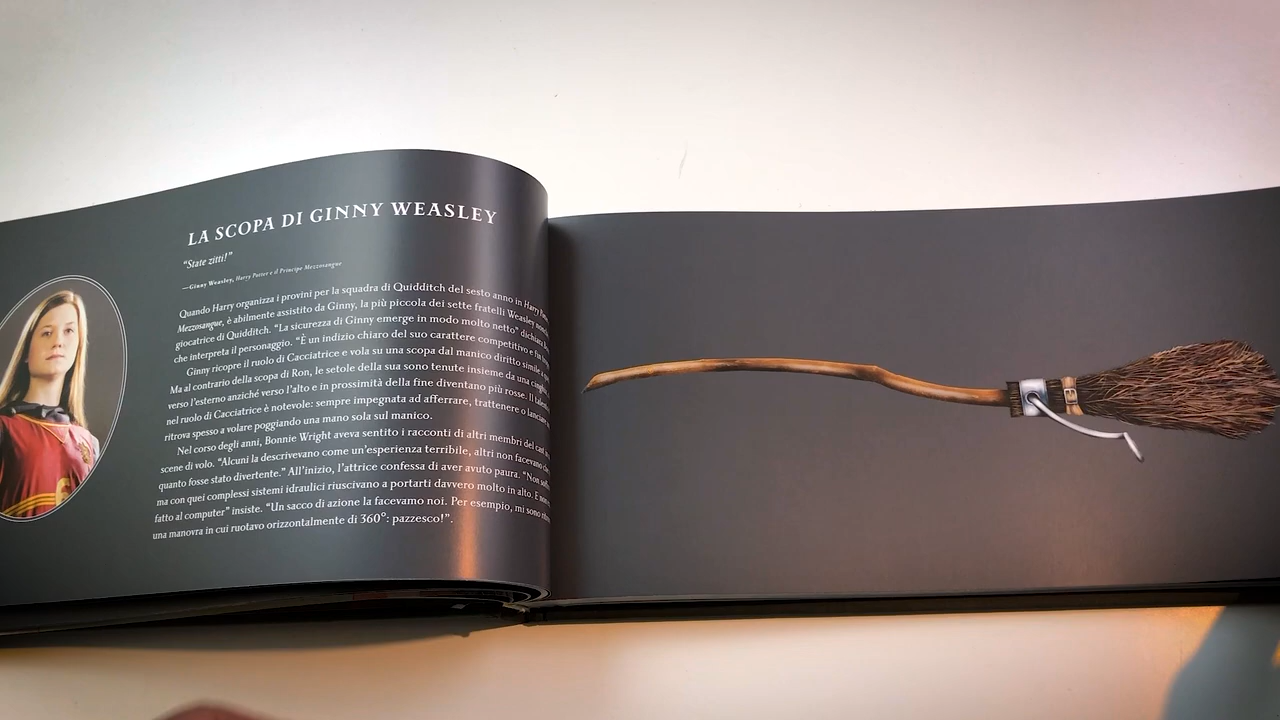 LA SCOPA DI GINNY WEASLEY
“State zitti!”
—Ginny Weasley, Harry Potter e il Principe Mezzosangue
Quando Harry organizza i provini per la squadra di Quidditch del sesto anno in Harry
Mezzosangue, è abilmente assistito da Ginny, la più piccola dei sette fratelli Weasley
giocatrice di Quidditch. “La sicurezza di Ginny emerge in modo molto netto”
che interpreta il personaggio. “È un indizio chiaro del suo carattere competitivo e
Ginny ricopre il ruolo di Cacciatrice e vola su una scopa dal manico diritto simile a
Ma al contrario della scopa di Ron, le setole della sua sono tenute insieme da una
verso l’esterno anziché verso l’alto e in prossimità della fine diventano più rosse. Il
nel ruolo di Cacciatrice è notevole: sempre impegnata ad afferrare, trattenere o lanciare
ritrova spesso a volare poggiando una mano sola sul manico.
Nel corso degli anni, Bonnie Wright aveva sentito i racconti di altri membri del cast
scene di volo. “Alcuni la descrivevano come un’esperienza terribile, altri non facevano che
quanto fosse stato divertente.” All’inizio, l’attrice confessa di aver avuto paura. “Non
ma con quei complessi sistemi idraulici riuscivano a portarti davvero molto in alto. E
fatto al computer” insiste. “Un sacco di azione la facevamo noi. Per esempio, mi sono
una manovra in cui ruotavo orizzontalmente di 360°: pazzesco!”.